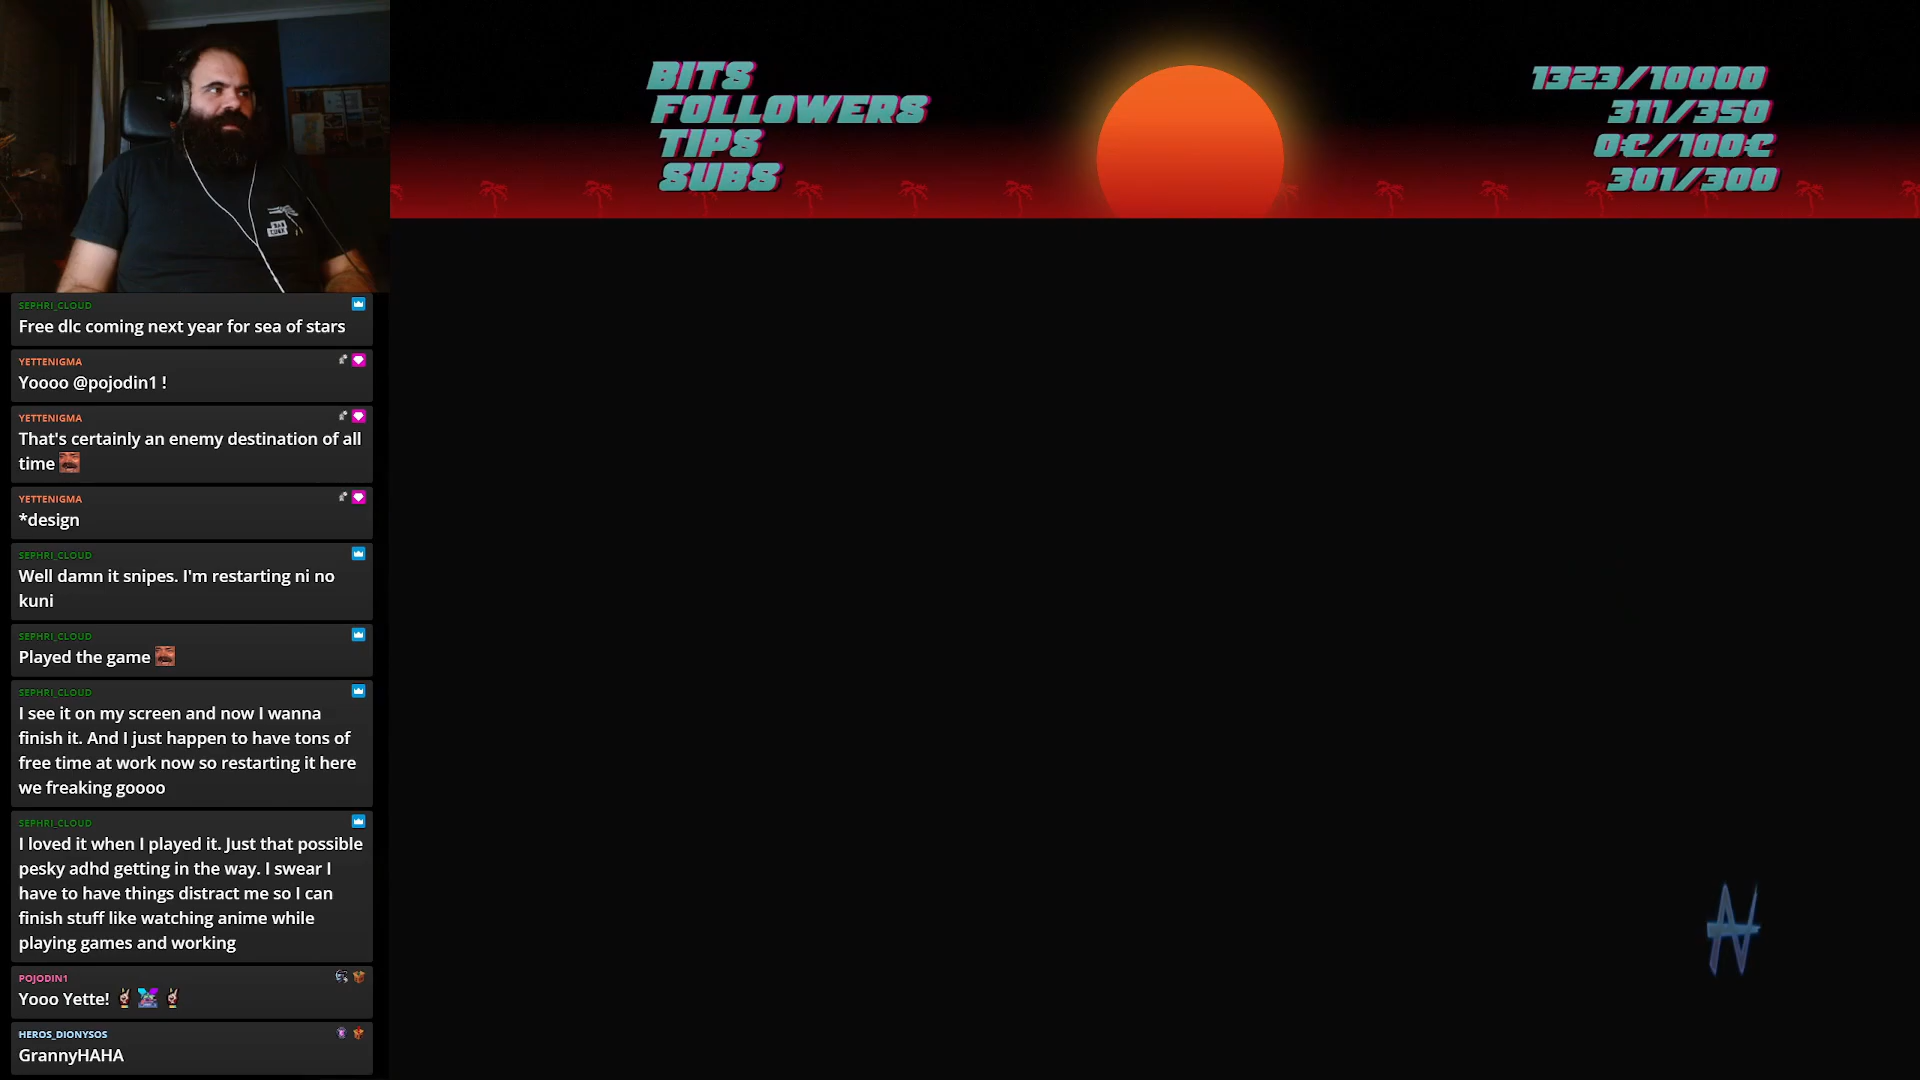 BITS
FOLLOWERS
TIPS
SUBS
1323/10000
311/350
0€/100€
301/300
SEPHRI_CLOUD
Free dlc coming next year for sea of stars
YETTENIGMA
Yoooo @pojodin1 !
YETTENIGMA
That's certainly an enemy destination of all
time
YETTENIGMA
*design
SEPHRI_CLOUD
Well damn it snipes. I'm restarting ni no
kuni
SEPHRI_CLOUD
Played the game
SEPHRI_CLOUD
I see it on my screen and now I wanna
finish it. And I just happen to have tons of
free time at work now so restarting it here
we freaking goooo
SEPHRI_CLOUD
I loved it when I played it. Just that possible
pesky adhd getting in the way. I swear I
have to have things distract me so I can
finish stuff like watching anime while
playing games and working
POJODIN1
Yooo Yette!
HEROS_DIONYSOS
GrannyHAHA